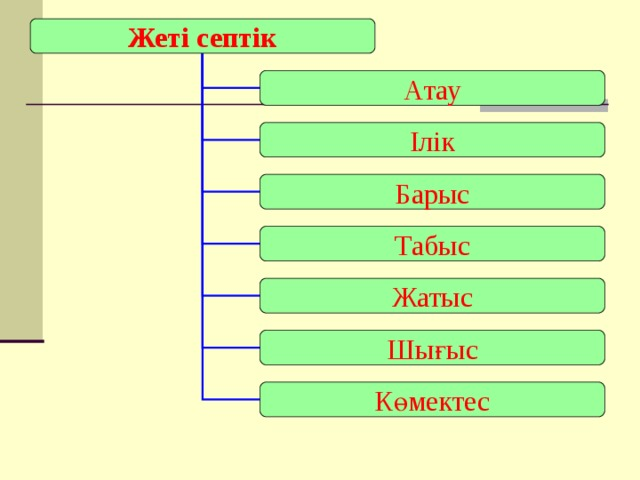 Жеті септік
Атау
Ілік
Барыс
Табыс
Жатыс
Шығыс
Көмектес